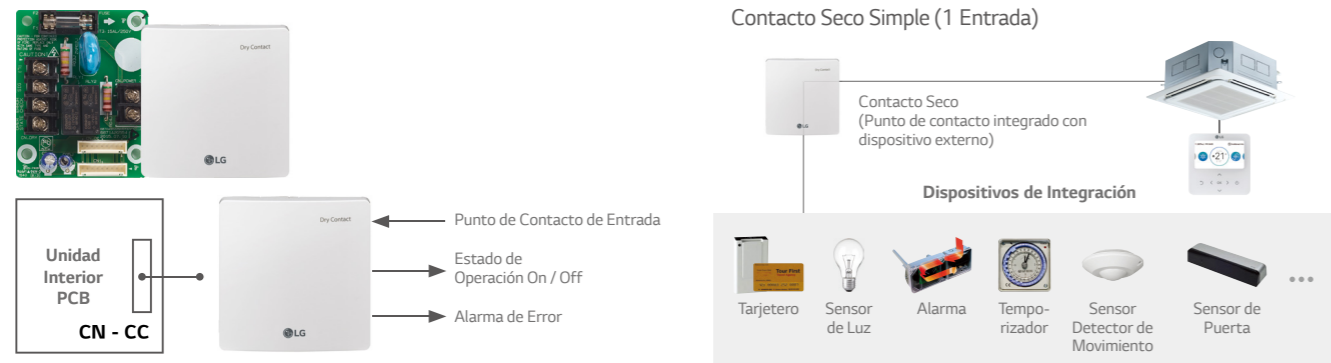 Dry Contact
LG
Unidad
Interior
PCB
CN - CC
Dry Contact
LG
Punto de Contacto de Entrada
Estado de
Operación On / Off
Alarma de Error
Contacto Seco Simple (1 Entrada)
LG
Contacto Seco
(Punto de contacto integrado con
dispositivo externo)
LG
Dispositivos de Integración
Tarjetero
Sensor
de Luz
Alarma
Tempo-
rizador
Sensor
Detector de
Movimiento
Sensor de
Puerta